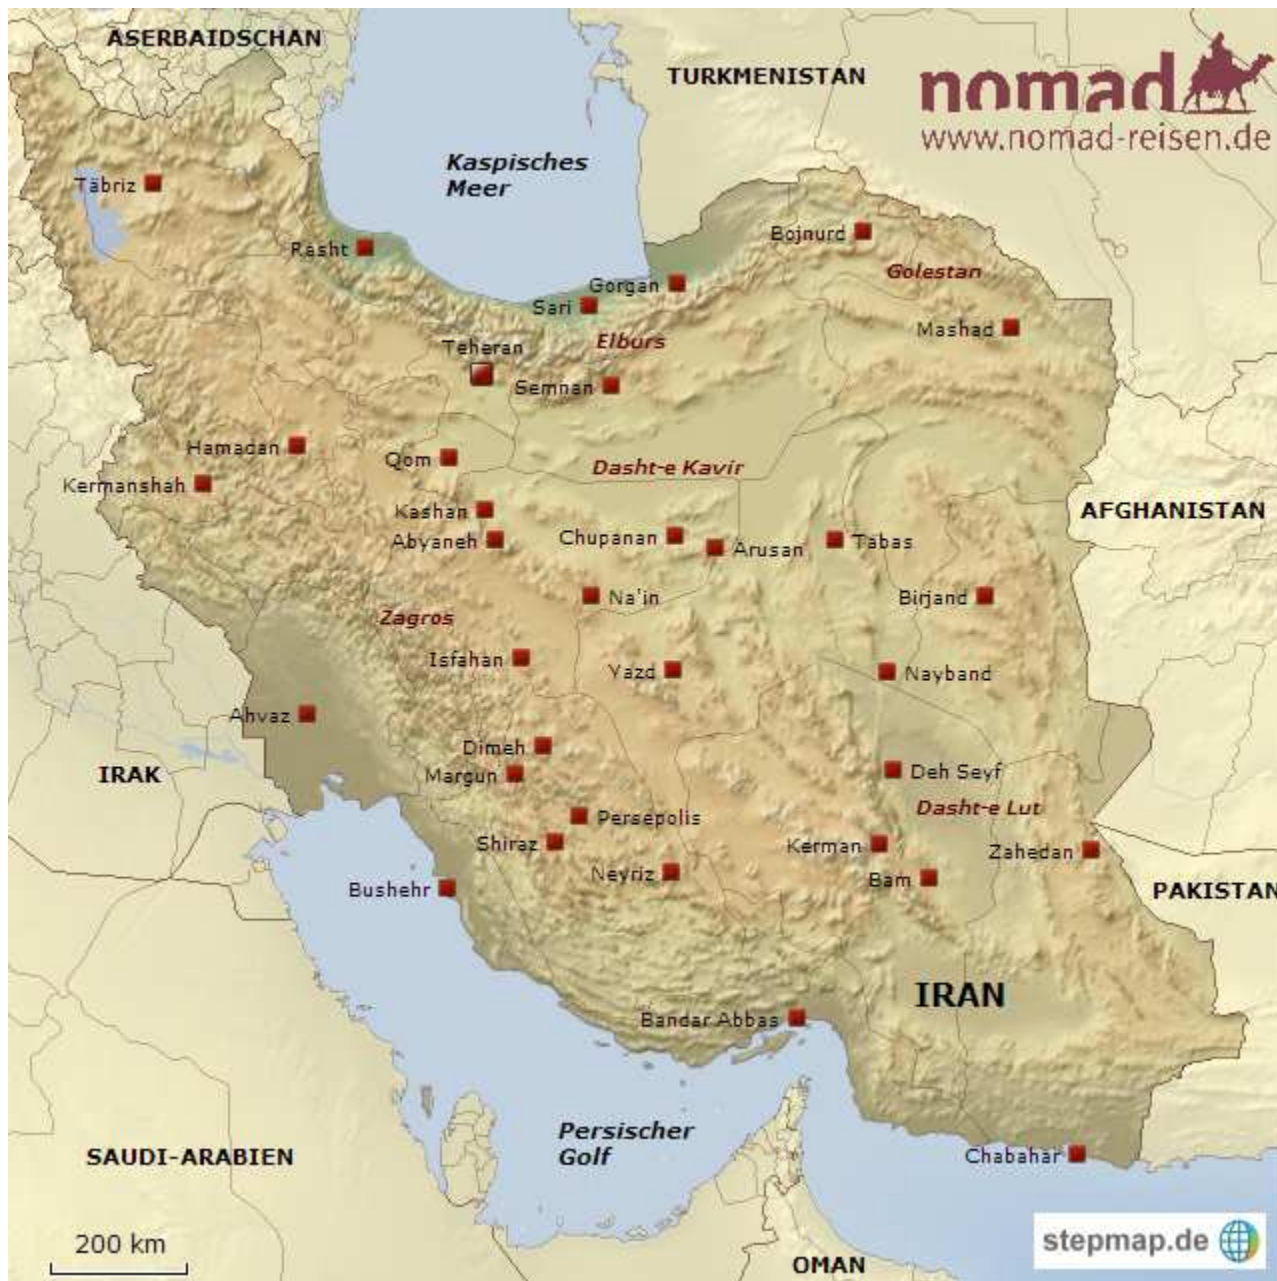 ASERBAIDSCHAN
TURKMENISTAN
nomad
www.nomad-reisen.de
Kaspisches
Meer
Täbriz
Rasht
Bojnurd
Golestan
Gorgan
Sari
Mashad
Elburs
Teheran
Semnan
Hamadan
Qom
Dasht-e Kavir
Kermanshah
Kashan
AFGHANISTAN
Abyaneh
Chupanan
Arusan
Tabas
Na'in
Birjand
Zagros
Isfahan
Yazd
Nayband
Ahvaz
Dimeh
Margun
IRAK
Deh Seyf
Dasht-e Lut
Persepolis
Shiraz
Kerman
Zahedan
Neyriz
Bam
Bushehr
PAKISTAN
IRAN
Bandar Abbas
Persischer
Golf
SAUDI-ARABIEN
Chabahar
200 km
stepmap.de
OMAN